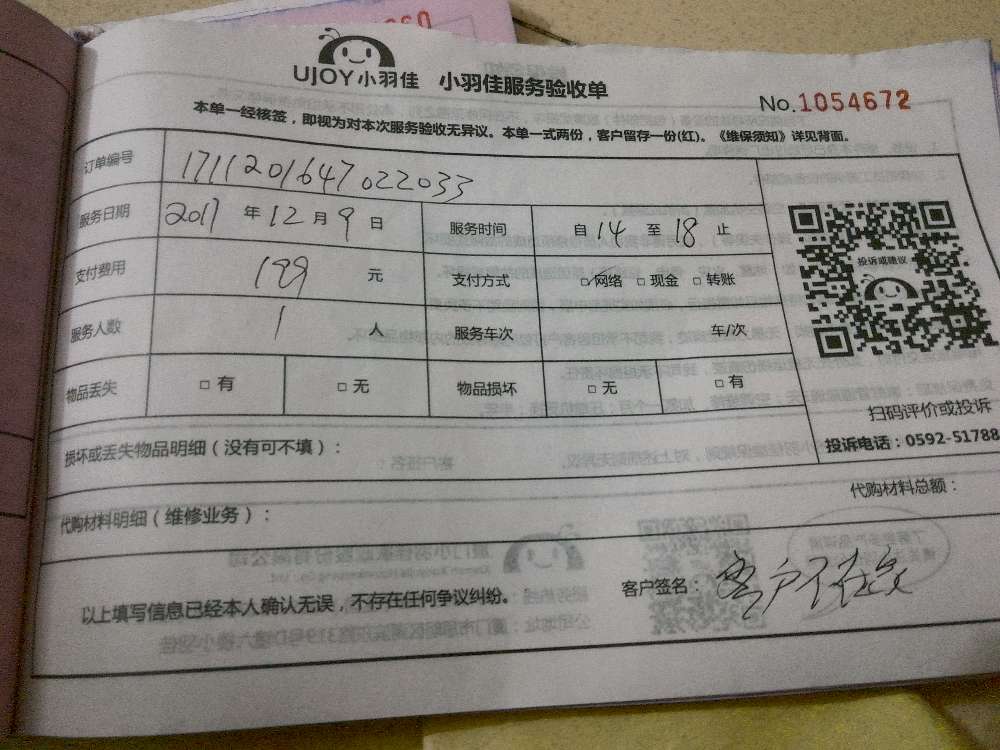 UJOY小羽佳 小羽佳服务验收单
No.1054672
本单一经核签，即视为对本次服务验收无异议。本单一式两份，客户留存一份(红)。《维保须知》详见背面。
订单编号 1711201647022033
服务日期 2017 年 12 月 9 日 服务时间 自 14 至 18 止
支付费用 199 元 支付方式 ☑网络 □现金 □转账
服务人数 1 人 服务车次 车/次
物品丢失 □有 □无 物品损坏 □无 □有
投诉或建议
扫码评价或投诉
投诉电话：0592-51788
损坏或丢失物品明细（没有可不填）：
代购材料明细（维修业务）： 代购材料总额：
以上填写信息已经本人确认无误，不存在任何争议纠纷。 客户签名：客户不在家